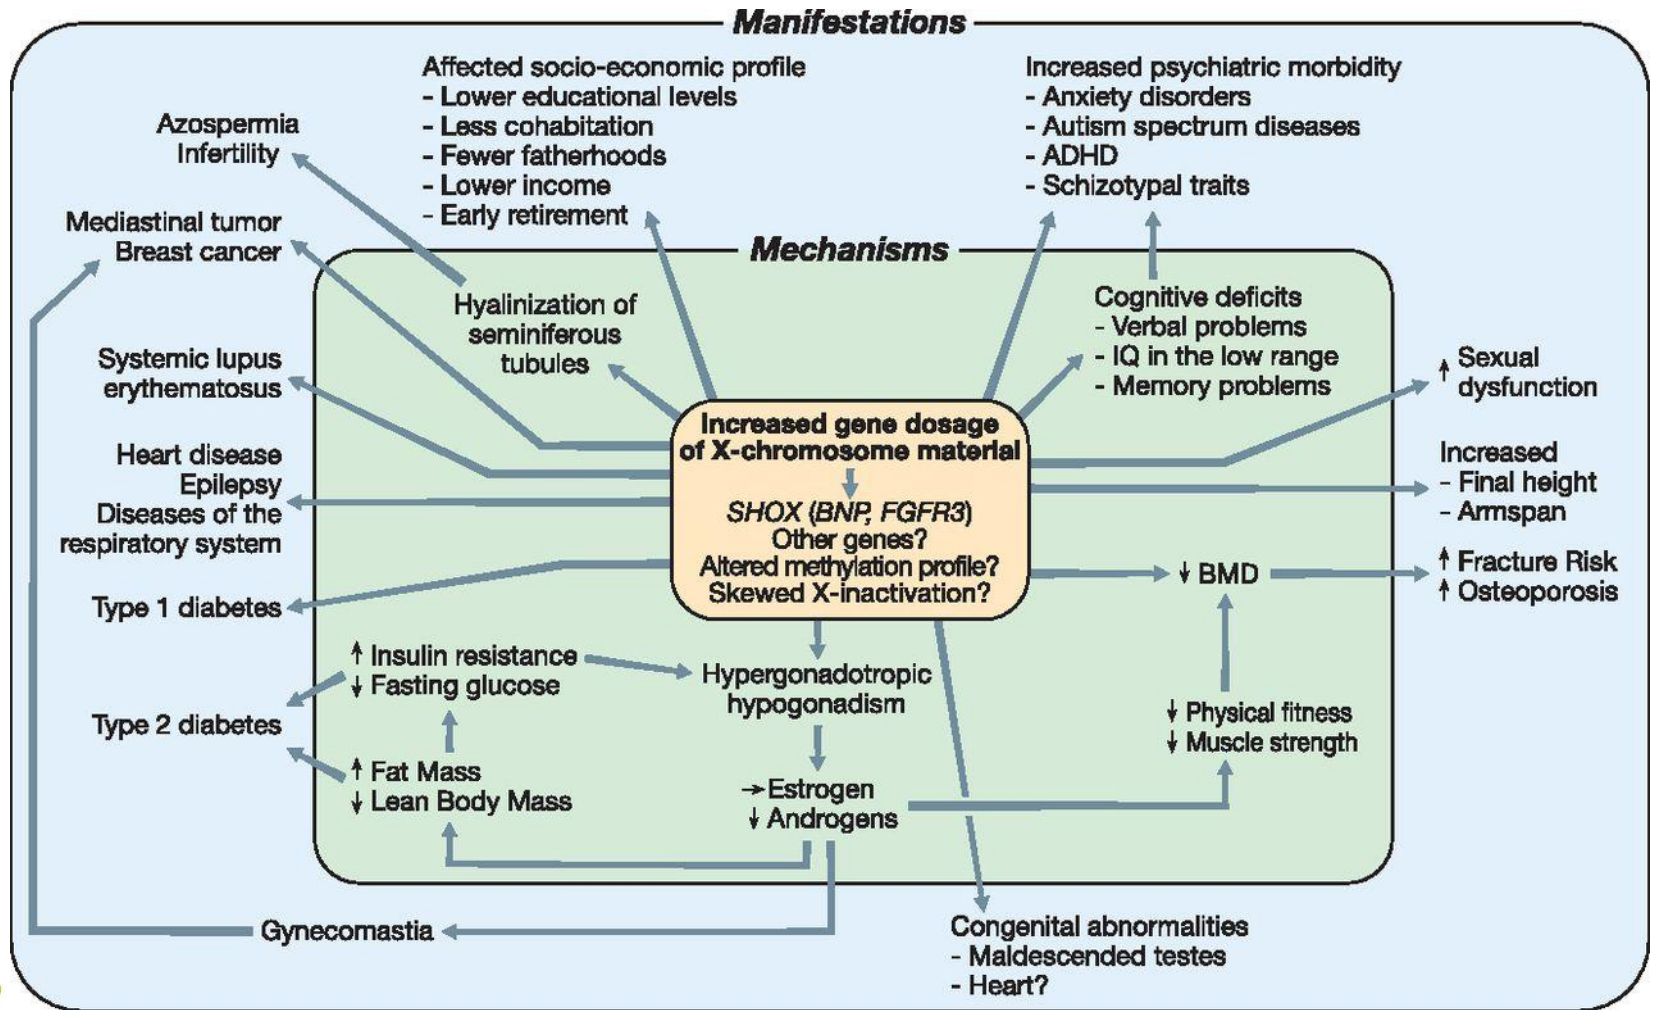 Manifestations
Affected socio-economic profile
- Lower educational levels
- Less cohabitation
- Fewer fatherhoods
- Lower income
- Early retirement
Increased psychiatric morbidity
- Anxiety disorders
- Autism spectrum diseases
- ADHD
- Schizotypal traits
Azospermia
Infertility
Mediastinal tumor
Breast cancer
Systemic lupus
erythematosus
Heart disease
Epilepsy
Diseases of the
respiratory system
Type 1 diabetes
Type 2 diabetes
Mechanisms
Hyalinization of
seminiferous
tubules
Cognitive deficits
- Verbal problems
- IQ in the low range
- Memory problems
Increased gene dosage
of X-chromosome material
SHOX (BNP, FGFR3)
Other genes?
Altered methylation profile?
Skewed X-inactivation?
↑ Sexual
dysfunction
Increased
- Final height
- Armspan
↓ BMD
↑ Fracture Risk
↑ Osteoporosis
↑ Insulin resistance
↓ Fasting glucose
Hypergonadotropic
hypogonadism
↓ Physical fitness
↓ Muscle strength
↑ Fat Mass
↓ Lean Body Mass
→Estrogen
↓ Androgens
Gynecomastia
Congenital abnormalities
- Maldescended testes
- Heart?